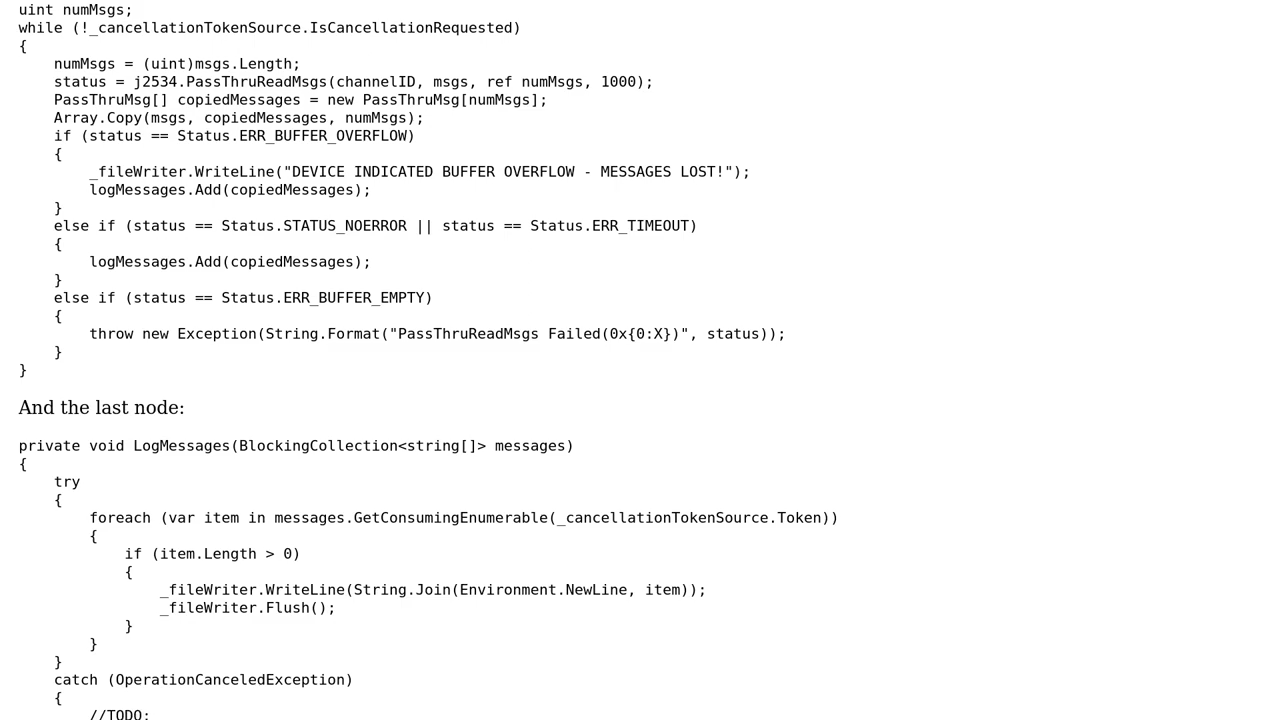 uint numMsgs;
while (!_cancellationTokenSource.IsCancellationRequested)
{
    numMsgs = (uint)msgs.Length;
    status = j2534.PassThruReadMsgs(channelID, msgs, ref numMsgs, 1000);
    PassThruMsg[] copiedMessages = new PassThruMsg[numMsgs];
    Array.Copy(msgs, copiedMessages, numMsgs);
    if (status == Status.ERR_BUFFER_OVERFLOW)
    {
        _fileWriter.WriteLine("DEVICE INDICATED BUFFER OVERFLOW - MESSAGES LOST!");
        logMessages.Add(copiedMessages);
    }
    else if (status == Status.STATUS_NOERROR || status == Status.ERR_TIMEOUT)
    {
        logMessages.Add(copiedMessages);
    }
    else if (status == Status.ERR_BUFFER_EMPTY)
    {
        throw new Exception(String.Format("PassThruReadMsgs Failed(0x{0:X})", status));
    }
}
And the last node:
private void LogMessages(BlockingCollection<string[]> messages)
{
    try
    {
        foreach (var item in messages.GetConsumingEnumerable(_cancellationTokenSource.Token))
        {
            if (item.Length > 0)
            {
                _fileWriter.WriteLine(String.Join(Environment.NewLine, item));
                _fileWriter.Flush();
            }
        }
    }
    catch (OperationCanceledException)
    {
        //TODO: